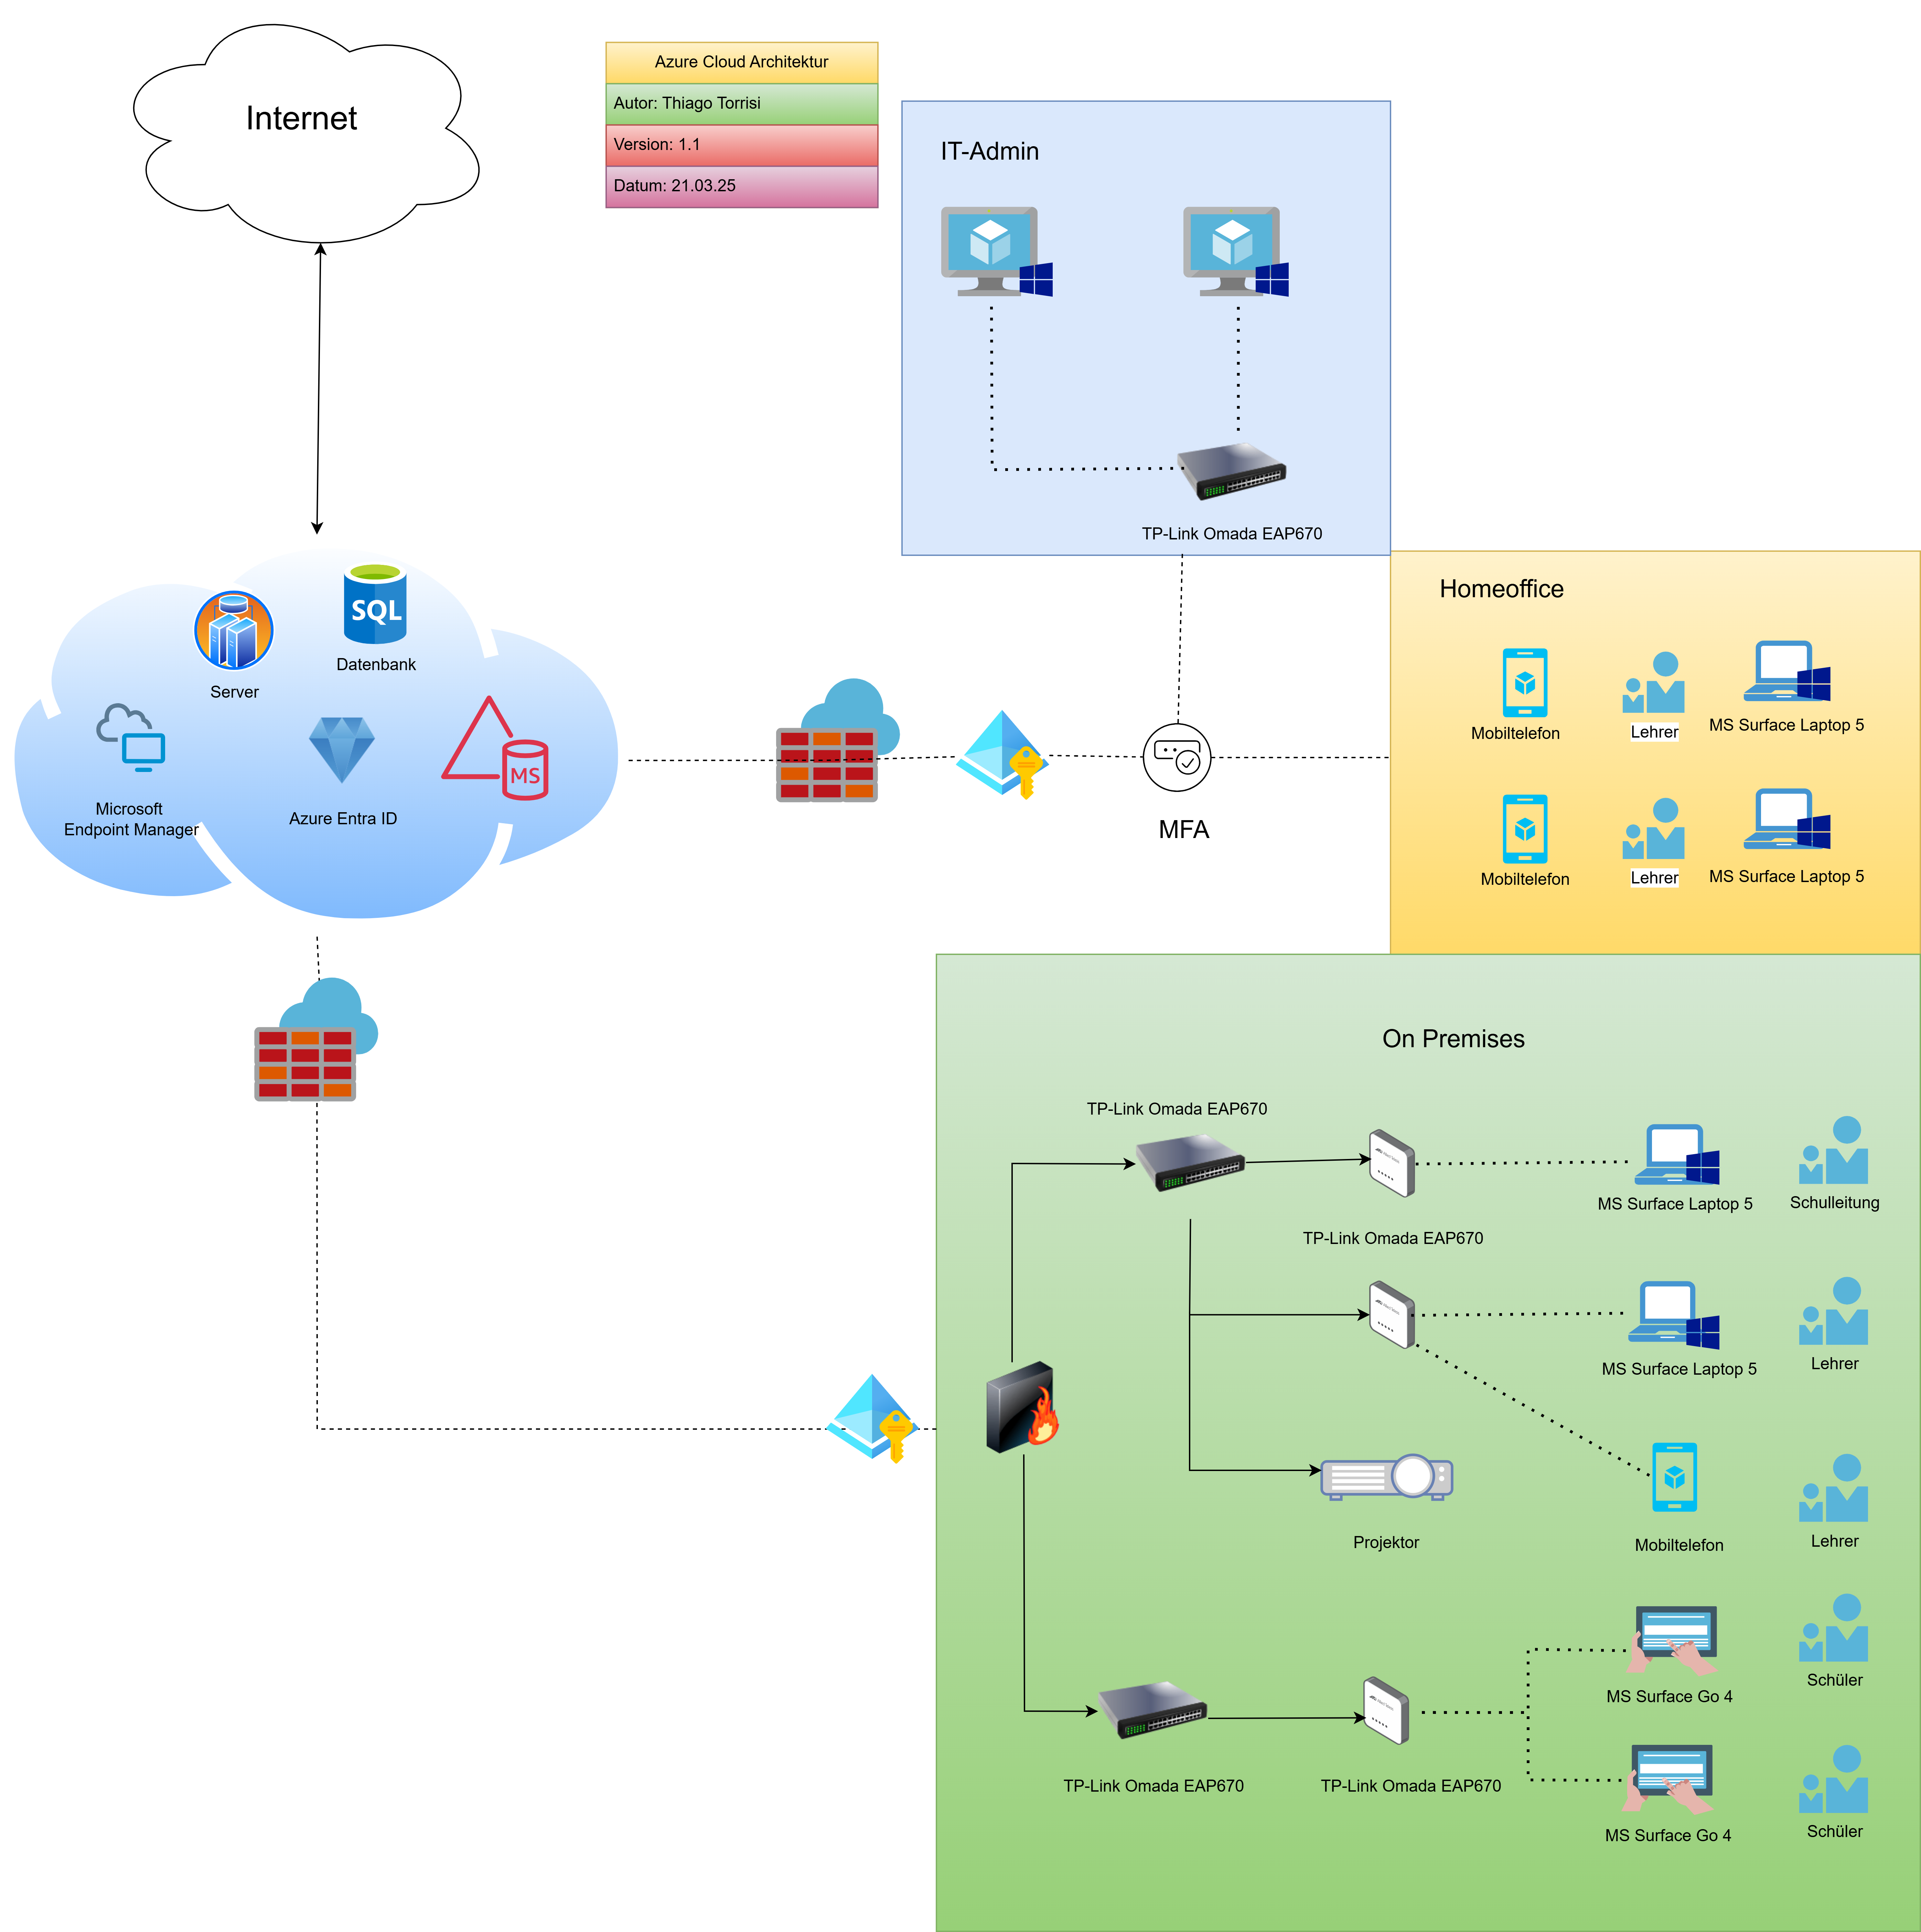 Internet
Azure Cloud Architektur
Autor: Thiago Torrisi
Version: 1.1
Datum: 21.03.25
IT-Admin
TP-Link Omada EAP670
Homeoffice
Mobiltelefon
Lehrer
MS Surface Laptop 5
Mobiltelefon
Lehrer
MS Surface Laptop 5
SQL
Datenbank
Server
MS
Microsoft
Endpoint Manager
Azure Entra ID
MFA
On Premises
TP-Link Omada EAP670
TP-Link Omada EAP670
MS Surface Laptop 5
Schulleitung
MS Surface Laptop 5
Lehrer
Projektor
Mobiltelefon
Lehrer
MS Surface Go 4
Schüler
TP-Link Omada EAP670
TP-Link Omada EAP670
MS Surface Go 4
Schüler